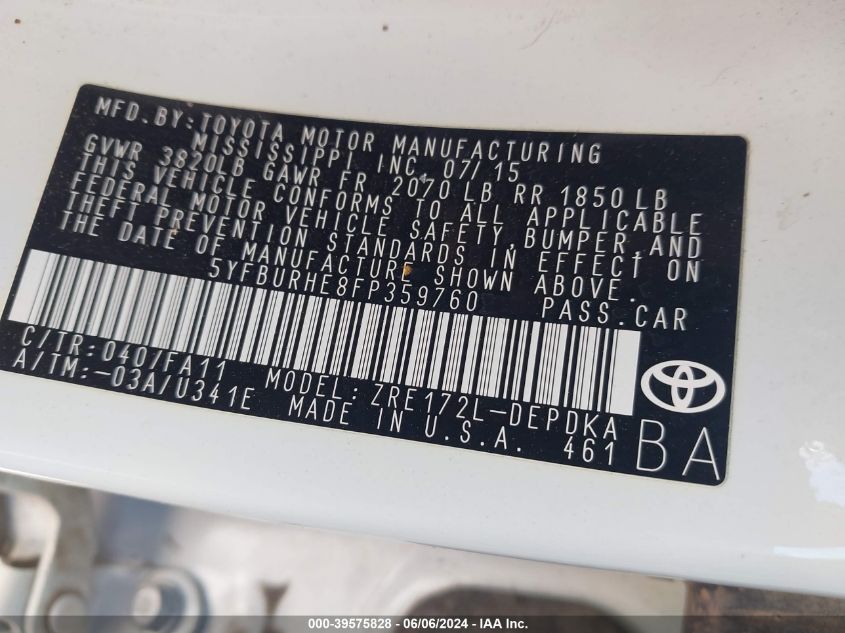 MFD. BY: TOYOTA MOTOR MANUFACTURING
MISSISSIPPI INC. 07/15
GVWR 3820LB GAWR FR 2070 LB RR 1850LB
THIS VEHICLE CONFORMS TO ALL APPLICABLE
FEDERAL MOTOR VEHICLE SAFETY, BUMPER, AND
THEFT PREVENTION STANDARDS IN EFFECT ON
THE DATE OF MANUFACTURE SHOWN ABOVE.
5YFBURHE8FP359760 PASS. CAR
C/TR: 0407/FA11 MODEL: ZRE172L-DEPDKA
A/TM: -03A/U341E MADE IN U.S.A. 461
BA
000-39575828 - 06/06/2024 - IAA Inc.